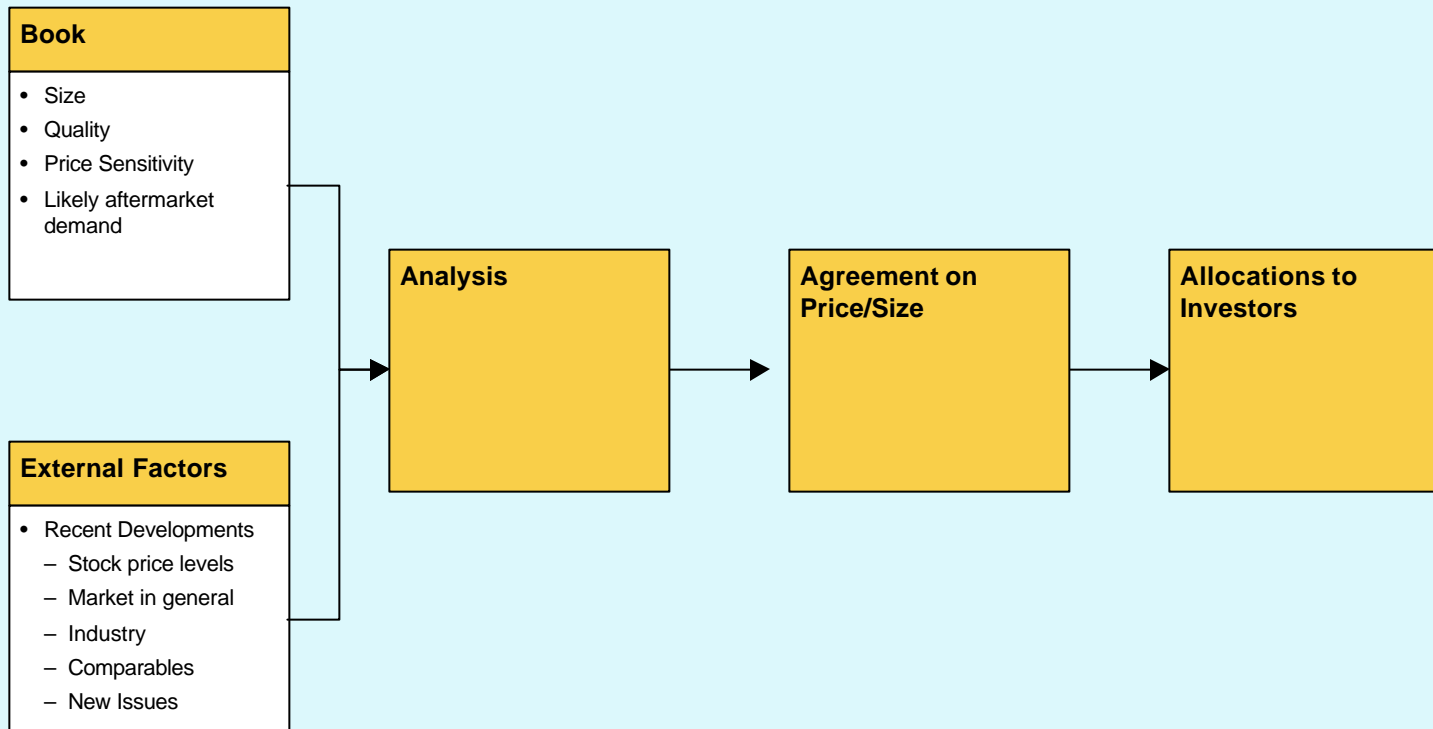 Book
• Size
• Quality
• Price Sensitivity
• Likely aftermarket
demand
Analysis
Agreement on
Price/Size
Allocations to
Investors
External Factors
• Recent Developments
– Stock price levels
– Market in general
– Industry
– Comparables
– New Issues